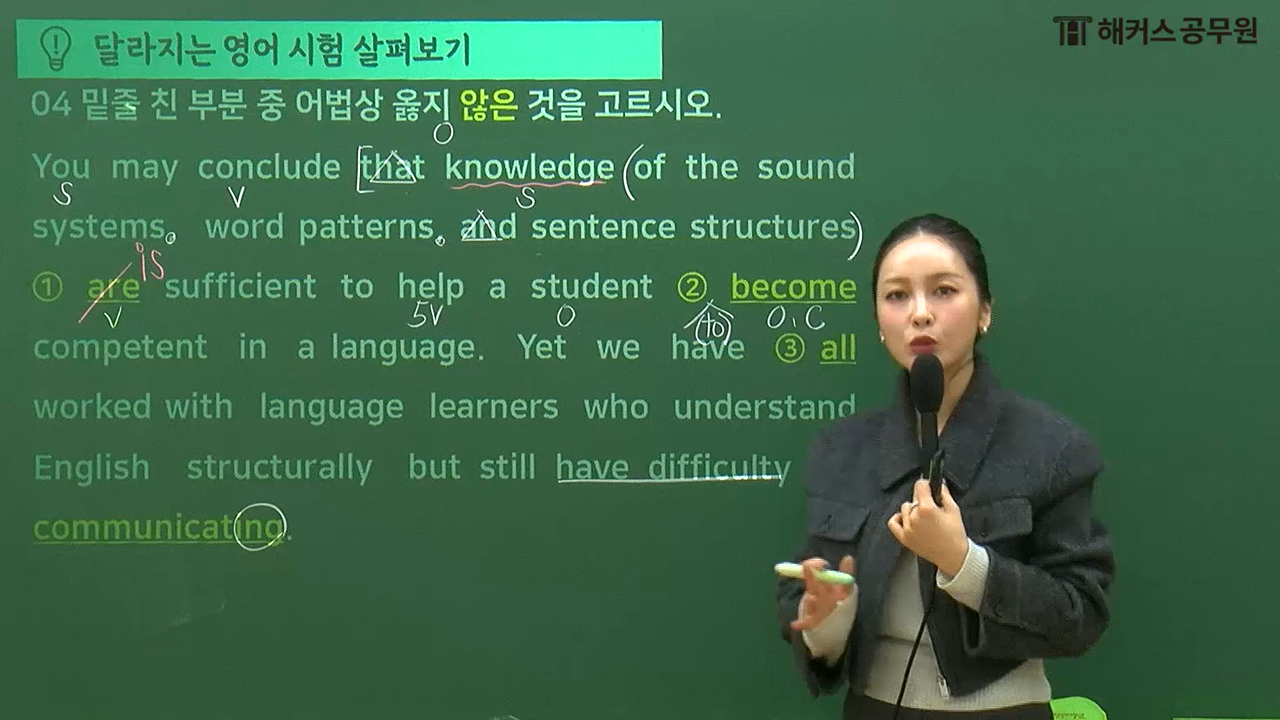 해커스공무원
달라지는 영어 시험 살펴보기
04 밑줄 친 부분 중 어법상 옳지 않은 것을 고르시오.
O
You may conclude [that knowledge (of the sound
S V S
systems, word patterns, and sentence structures)
is
① are sufficient to help a student ② become
V 5V O (to) O.C
competent in a language. Yet we have ③ all
worked with language learners who understand
English structurally but still have difficulty
communicating.